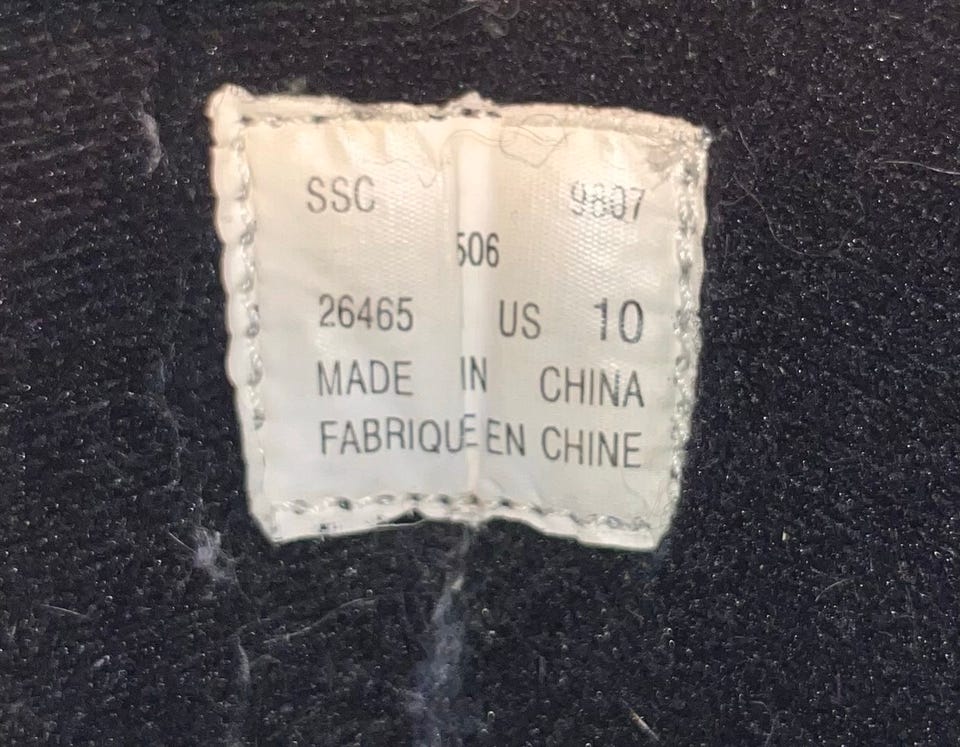 SSC 9807
506
26465 US 10
MADE IN CHINA
FABRIQUE EN CHINE